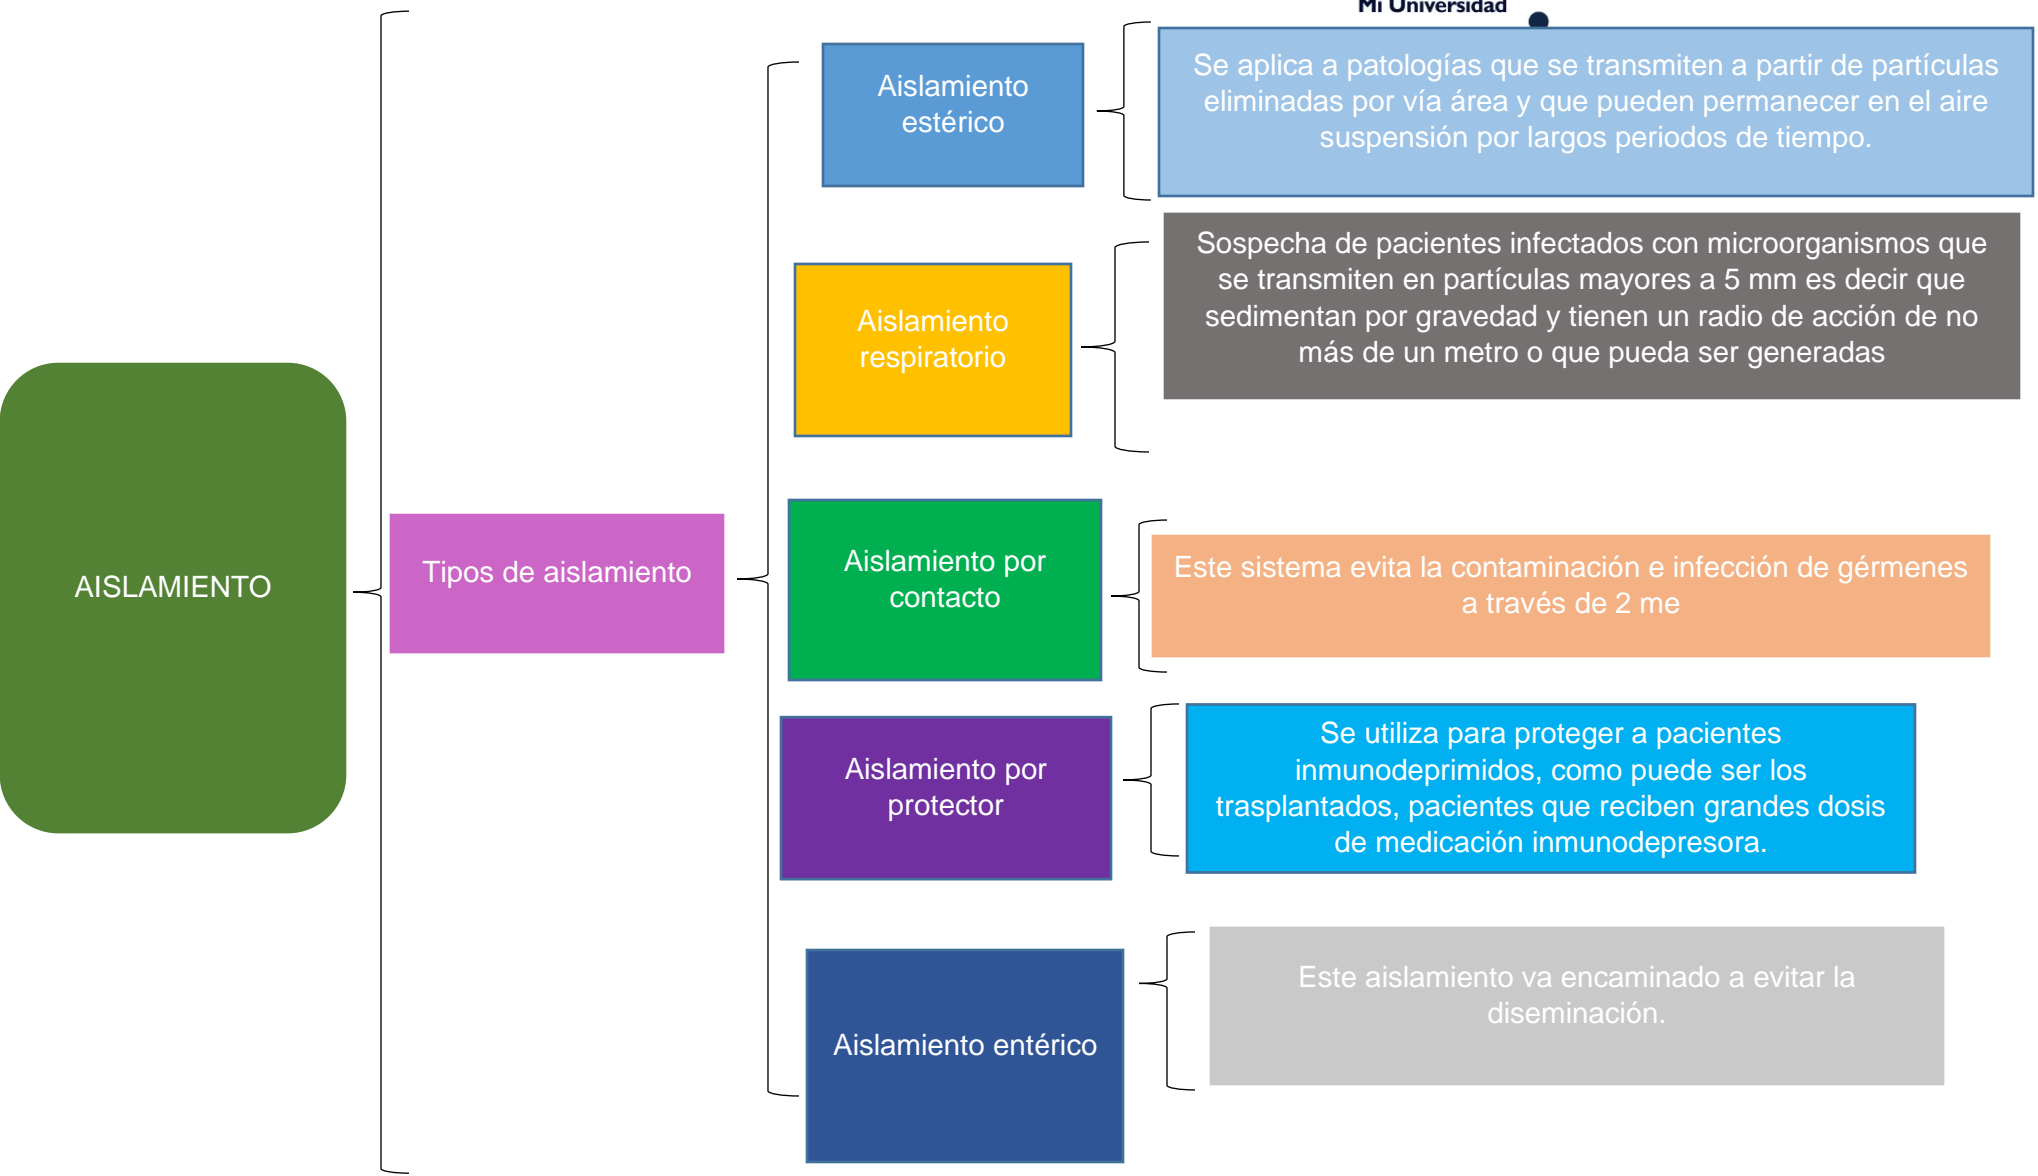 Mi Universidad
Aislamiento
estérico
Se aplica a patologías que se transmiten a partir de partículas
eliminadas por vía área y que pueden permanecer en el aire
suspensión por largos periodos de tiempo.
Aislamiento
respiratorio
Sospecha de pacientes infectados con microorganismos que
se transmiten en partículas mayores a 5 mm es decir que
sedimentan por gravedad y tienen un radio de acción de no
más de un metro o que pueda ser generadas
AISLAMIENTO
Tipos de aislamiento
Aislamiento por
contacto
Este sistema evita la contaminación e infección de gérmenes
a través de 2 me
Aislamiento por
protector
Se utiliza para proteger a pacientes
inmunodeprimidos, como puede ser los
trasplantados, pacientes que reciben grandes dosis
de medicación inmunodepresora.
Aislamiento entérico
Este aislamiento va encaminado a evitar la
diseminación.